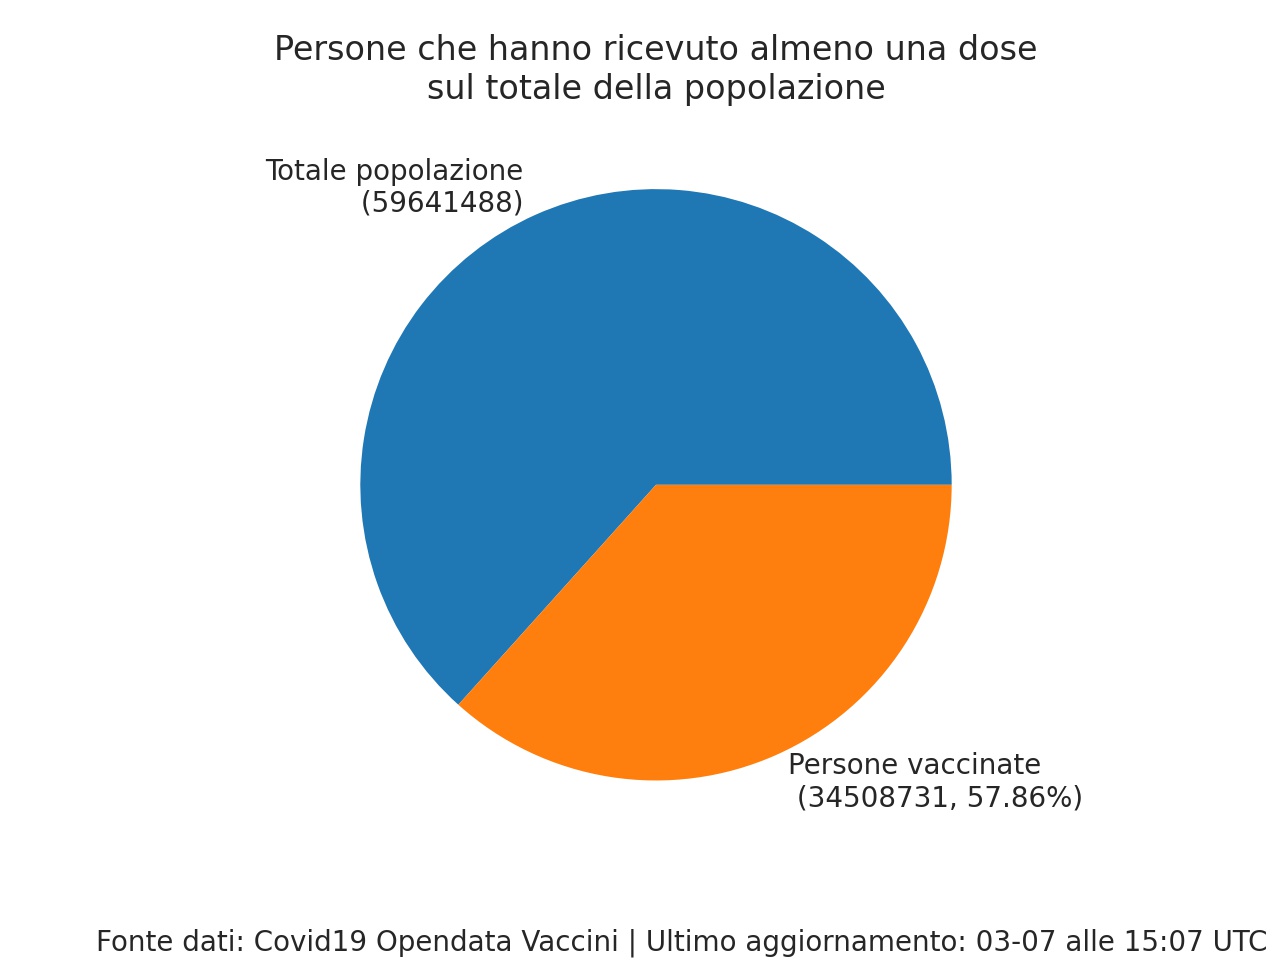 Persone che hanno ricevuto almeno una dose
sul totale della popolazione
Totale popolazione
(59641488)
Persone vaccinate
(34508731, 57.86%)
Fonte dati: Covid19 Opendata Vaccini | Ultimo aggiornamento: 03-07 alle 15:07 UTC